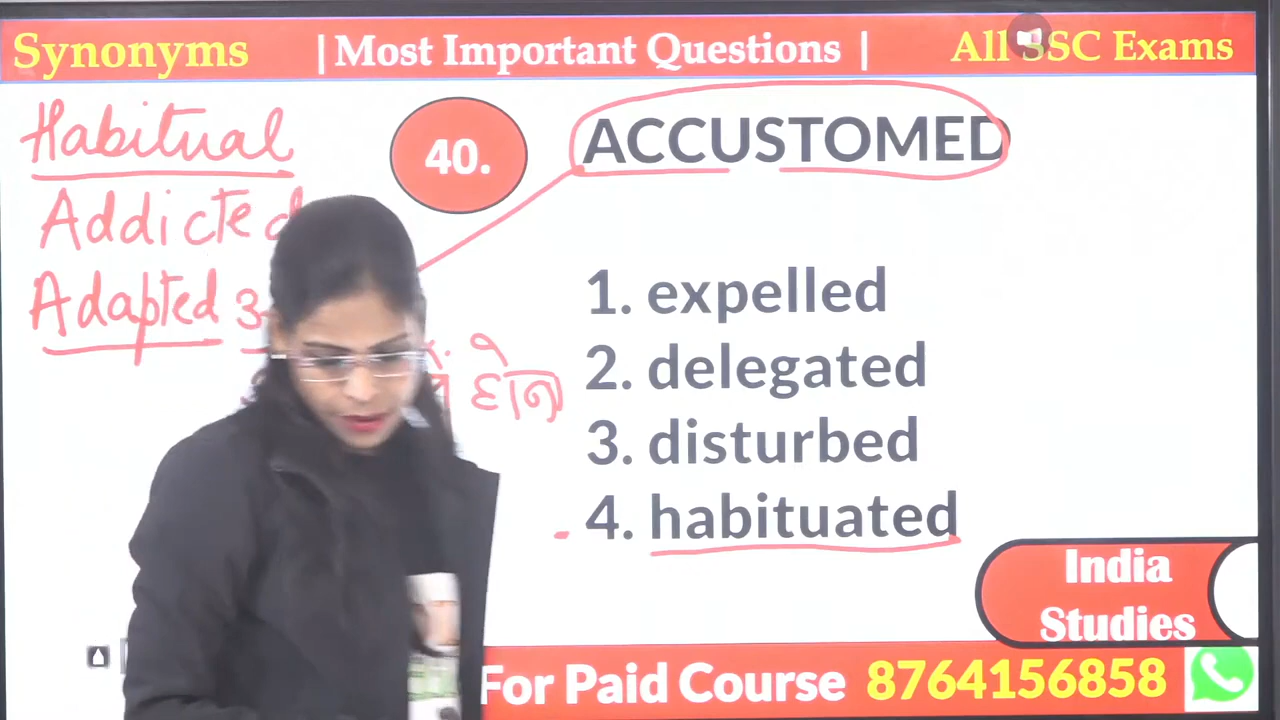 Synonyms | Most Important Questions | All SSC Exams
Habitual
Addicted
Adapted
40.
ACCUSTOMED
1. expelled
2. delegated
3. disturbed
4. habituated
India
Studies
For Paid Course 8764156858